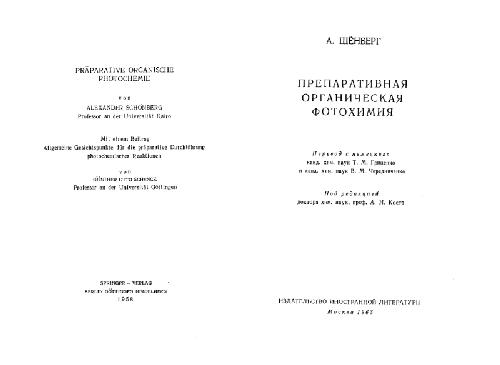 PRÄPARATIVE ORGANISCHE
PHOTOCHEMIE
VON
ALEXANDER SCHÖNBERG
Professor an der Universität Kairo
Mit einem Beitrag
Allgemeine Gesichtspunkte für die präparative Durchführung
photochemischer Reaktionen
VON
GÜNTHER OTTO SCHENCK
Professor an der Universität Göttingen
SPRINGER-VERLAG
BERLIN GÖTTINGEN HEIDELBERG
1958
А. ШЁНБЕРГ
ПРЕПАРАТИВНАЯ
ОРГАНИЧЕСКАЯ
ФОТОХИМИЯ
Перевод с немецкого
канд. хим. наук Т. М.
и канд. хим. наук В. М. Чередниченко
Под редакцией
доктора хим. наук, проф. А. Н. Коста
ИЗДАТЕЛЬСТВО ИНОСТРАННОЙ ЛИТЕРАТУРЫ
Москва 1963